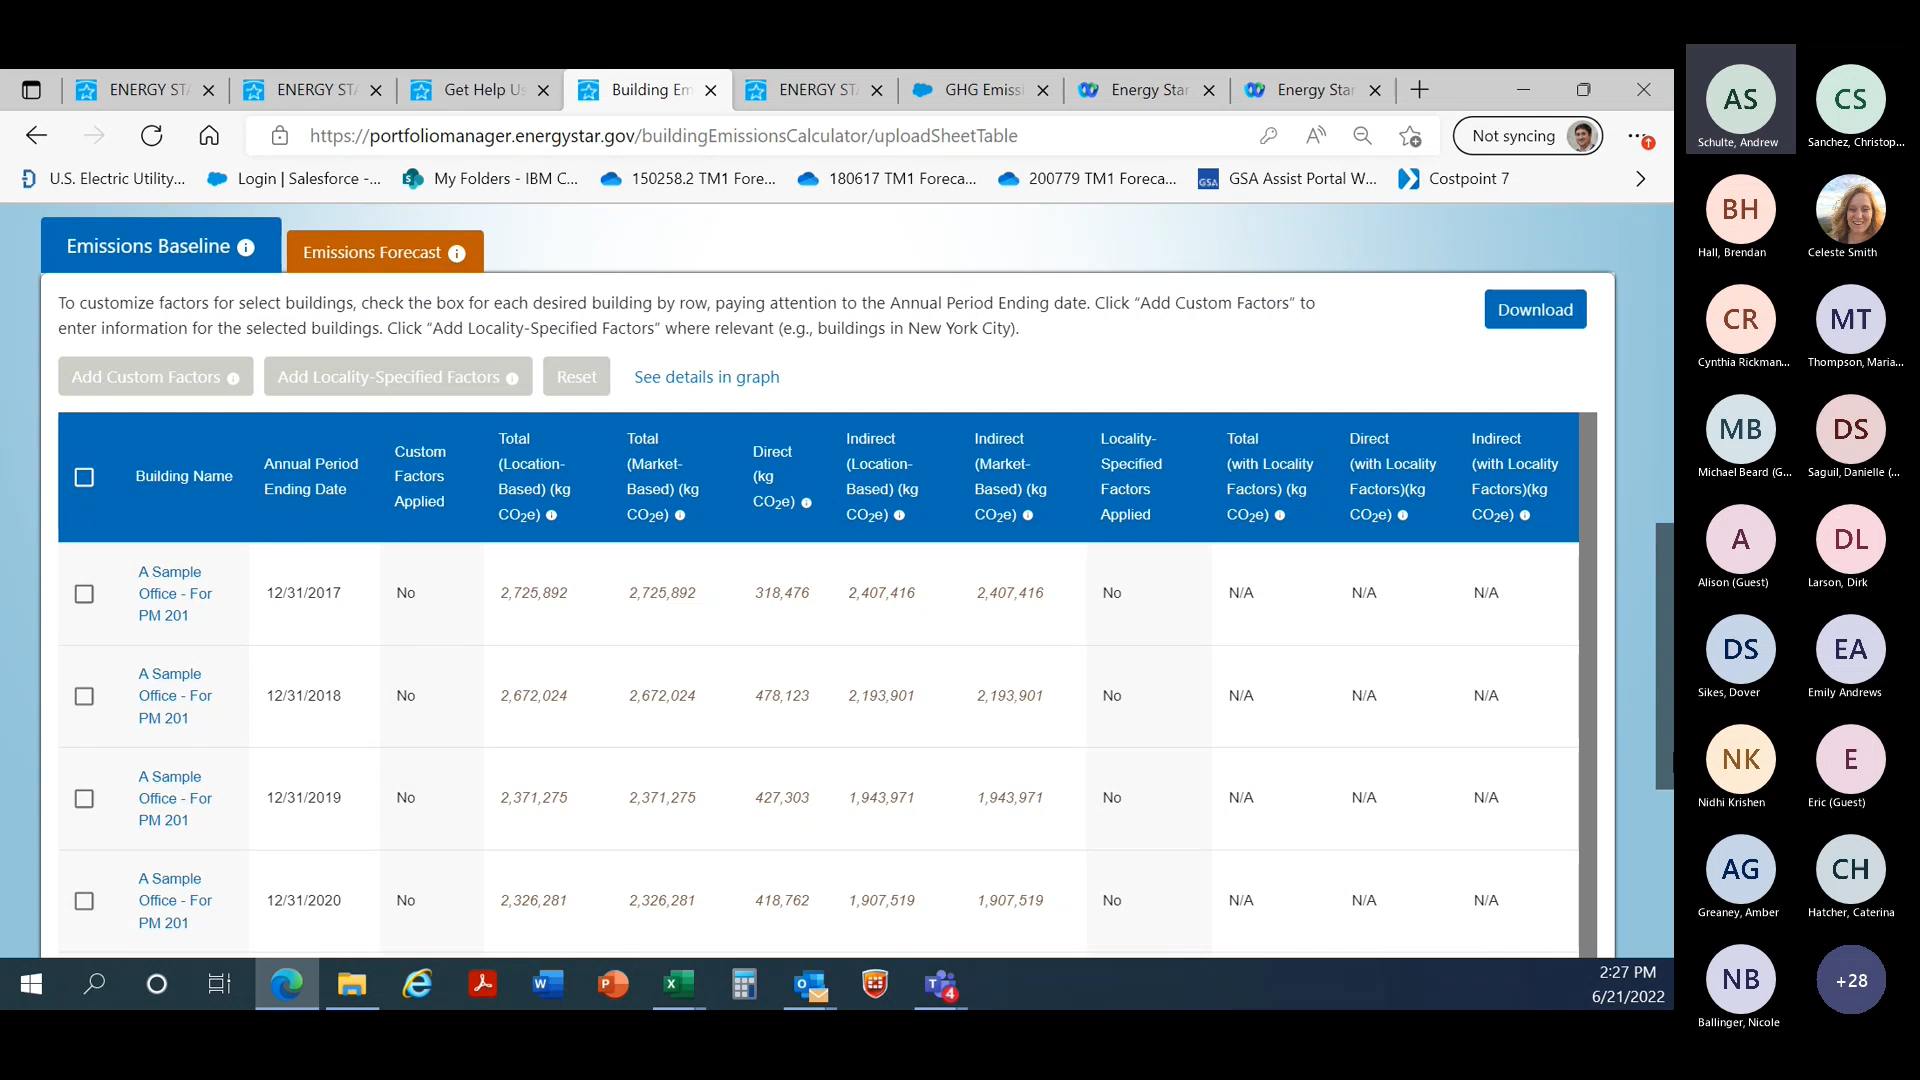 ENERGY STA
ENERGY STA
Get Help Us
Building Em
ENERGY STA
GHG Emissi
Energy Star
Energy Star
https://portfoliomanager.energystar.gov/buildingEmissionsCalculator/uploadSheetTable
Not syncing
U.S. Electric Utility...
Login | Salesforce -...
My Folders - IBM C...
150258.2 TM1 Fore...
180617 TM1 Foreca...
200779 TM1 Foreca...
GSA
GSA Assist Portal W...
Costpoint 7
Emissions Baseline
Emissions Forecast
To customize factors for select buildings, check the box for each desired building by row, paying attention to the Annual Period Ending date. Click “Add Custom Factors” to
enter information for the selected buildings. Click “Add Locality-Specified Factors” where relevant (e.g., buildings in New York City).
Download
Add Custom Factors
Add Locality-Specified Factors
Reset
See details in graph
Building Name
Annual Period
Ending Date
Custom
Factors
Applied
Total
(Location-
Based) (kg
CO2e)
Total
(Market-
Based) (kg
CO2e)
Direct
(kg
CO2e)
Indirect
(Location-
Based) (kg
CO2e)
Indirect
(Market-
Based) (kg
CO2e)
Locality-
Specified
Factors
Applied
Total
(with Locality
Factors) (kg
CO2e)
Direct
(with Locality
Factors)(kg
CO2e)
Indirect
(with Locality
Factors)(kg
CO2e)
A Sample
Office - For
PM 201
12/31/2017 No 2,725,892 2,725,892 318,476 2,407,416 2,407,416 No N/A N/A N/A
A Sample
Office - For
PM 201
12/31/2018 No 2,672,024 2,672,024 478,123 2,193,901 2,193,901 No N/A N/A N/A
A Sample
Office - For
PM 201
12/31/2019 No 2,371,275 2,371,275 427,303 1,943,971 1,943,971 No N/A N/A N/A
A Sample
Office - For
PM 201
12/31/2020 No 2,326,281 2,326,281 418,762 1,907,519 1,907,519 No N/A N/A N/A
4
2:27 PM
6/21/2022
AS
Schulte, Andrew
CS
Sanchez, Christop...
BH
Hall, Brendan
Celeste Smith
CR
Cynthia Rickman...
MT
Thompson, Maria...
MB
Michael Beard (G...
DS
Saguil, Danielle (...
A
Alison (Guest)
DL
Larson, Dirk
DS
Sikes, Dover
EA
Emily Andrews
NK
Nidhi Krishen
E
Eric (Guest)
AG
Greaney, Amber
CH
Hatcher, Caterina
NB
Ballinger, Nicole
+28